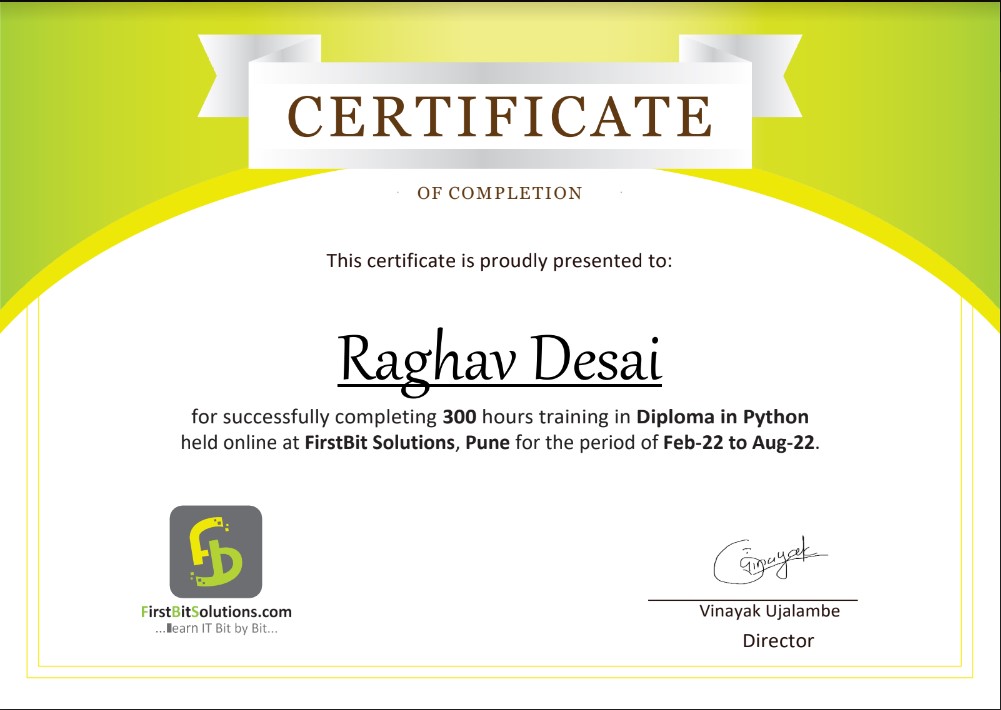 CERTIFICATE
OF COMPLETION
This certificate is proudly presented to:
Raghav Desai
for successfully completing 300 hours training in Diploma in Python
held online at FirstBit Solutions, Pune for the period of Feb-22 to Aug-22.
fb
FirstBitSolutions.com
...learn IT Bit by Bit...
Vinayak
Vinayak Ujalambe
Director